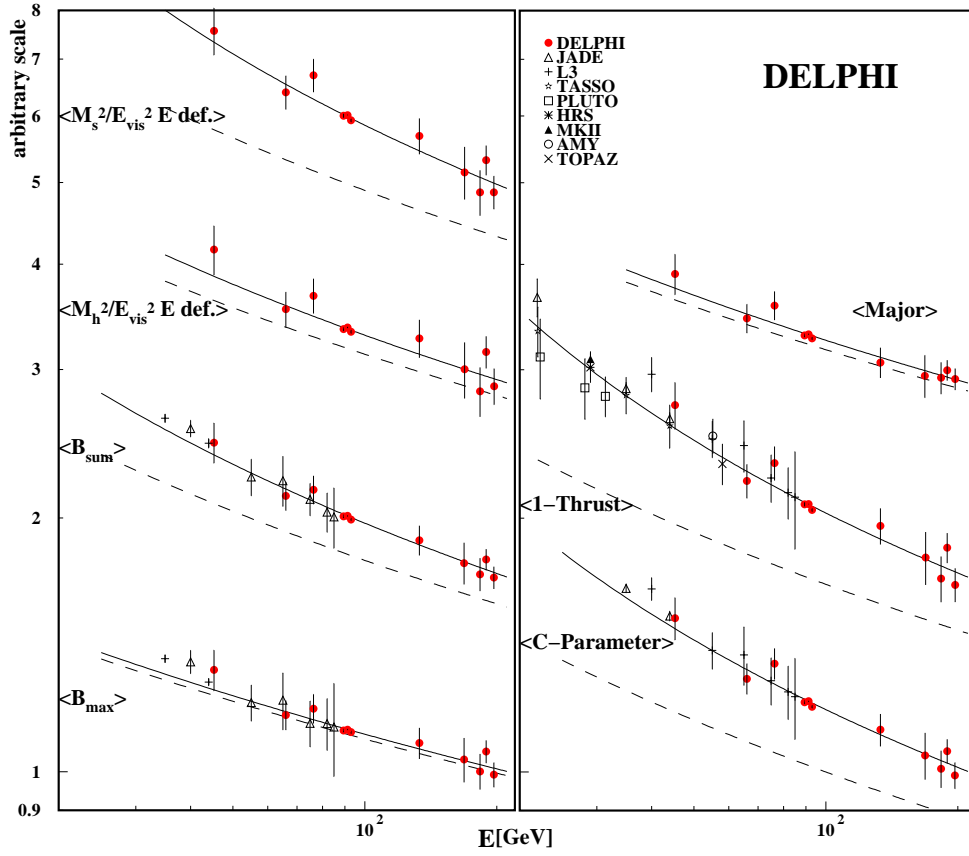 arbitrary scale
8
7
6
5
4
3
2
1
0.9
<M_s^2/E_vis^2 E def.>
<M_h^2/E_vis^2 E def.>
<B_sum>
<B_max>
10^2
E[GeV]
DELPHI
JADE
L3
TASSO
PLUTO
HRS
MKII
AMY
TOPAZ
DELPHI
<Major>
<1−Thrust>
<C−Parameter>
10^2